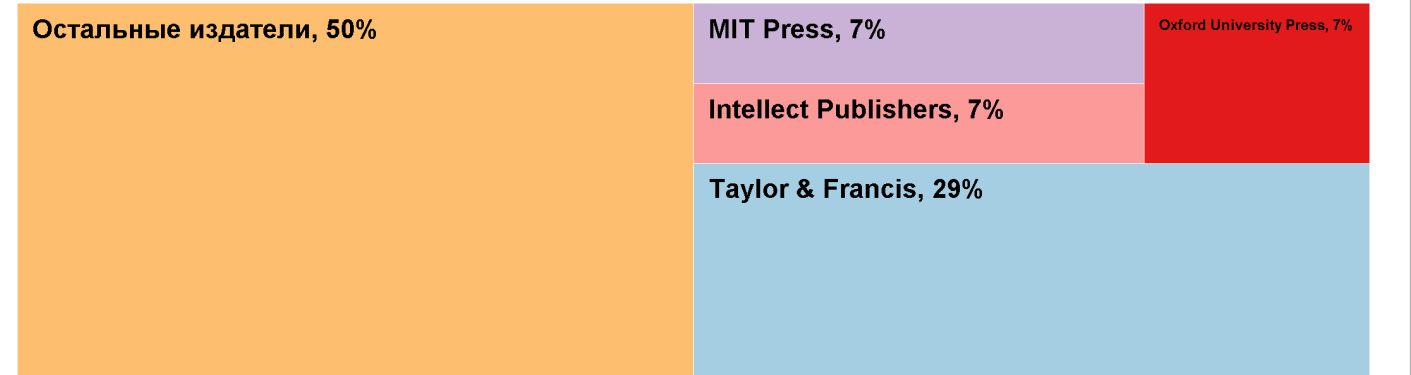 Остальные издатели, 50%
MIT Press, 7%
Oxford University Press, 7%
Intellect Publishers, 7%
Taylor & Francis, 29%